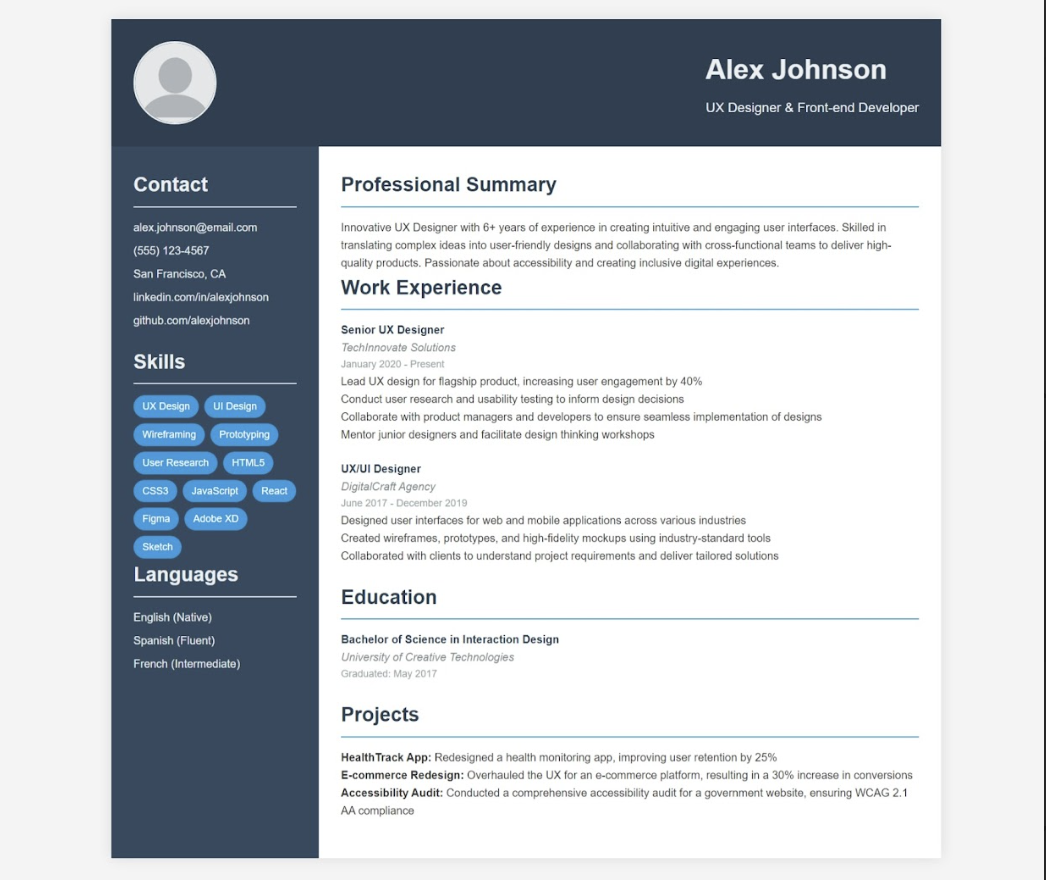 Alex Johnson
UX Designer & Front-end Developer
Contact
alex.johnson@email.com
(555) 123-4567
San Francisco, CA
linkedin.com/in/alexjohnson
github.com/alexjohnson
Skills
UX Design UI Design
Wireframing Prototyping
User Research HTML5
CSS3 JavaScript React
Figma Adobe XD
Sketch
Languages
English (Native)
Spanish (Fluent)
French (Intermediate)
Professional Summary
Innovative UX Designer with 6+ years of experience in creating intuitive and engaging user interfaces. Skilled in
translating complex ideas into user-friendly designs and collaborating with cross-functional teams to deliver high-
quality products. Passionate about accessibility and creating inclusive digital experiences.
Work Experience
Senior UX Designer
TechInnovate Solutions
January 2020 - Present
Lead UX design for flagship product, increasing user engagement by 40%
Conduct user research and usability testing to inform design decisions
Collaborate with product managers and developers to ensure seamless implementation of designs
Mentor junior designers and facilitate design thinking workshops
UX/UI Designer
DigitalCraft Agency
June 2017 - December 2019
Designed user interfaces for web and mobile applications across various industries
Created wireframes, prototypes, and high-fidelity mockups using industry-standard tools
Collaborated with clients to understand project requirements and deliver tailored solutions
Education
Bachelor of Science in Interaction Design
University of Creative Technologies
Graduated: May 2017
Projects
HealthTrack App: Redesigned a health monitoring app, improving user retention by 25%
E-commerce Redesign: Overhauled the UX for an e-commerce platform, resulting in a 30% increase in conversions
Accessibility Audit: Conducted a comprehensive accessibility audit for a government website, ensuring WCAG 2.1
AA compliance